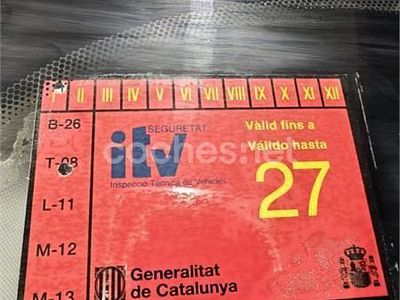 I II III IV V VI VII VIII IX X XI XII
B-26
T-08
L-11
M-12
M-13
SEGURETAT
itv
Inspecció Tècnica de Vehicles
Vàlid fins a
Válido hasta
27
coches.net
Generalitat
de Catalunya